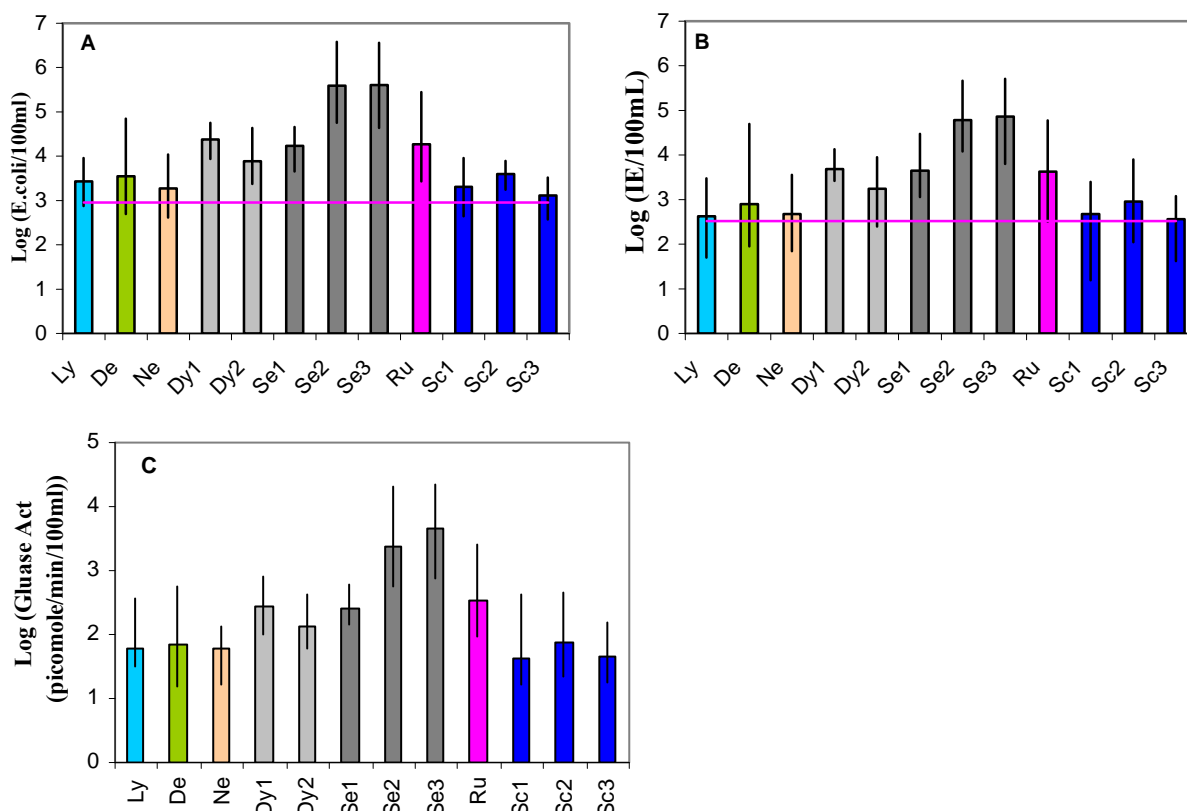 A
Log (E.coli/100ml)
7
6
5
4
3
2
1
0
Ly De Ne Dy1 Dy2 Se1 Se2 Se3 Ru Sc1 Sc2 Sc3
B
Log (IE/100mL)
7
6
5
4
3
2
1
0
Ly De Ne Dy1 Dy2 Se1 Se2 Se3 Ru Sc1 Sc2 Sc3
C
Log (Gluase Act
(picomole/min/100ml))
5
4
3
2
1
0
Ly De Ne Dy1 Dy2 Se1 Se2 Se3 Ru Sc1 Sc2 Sc3